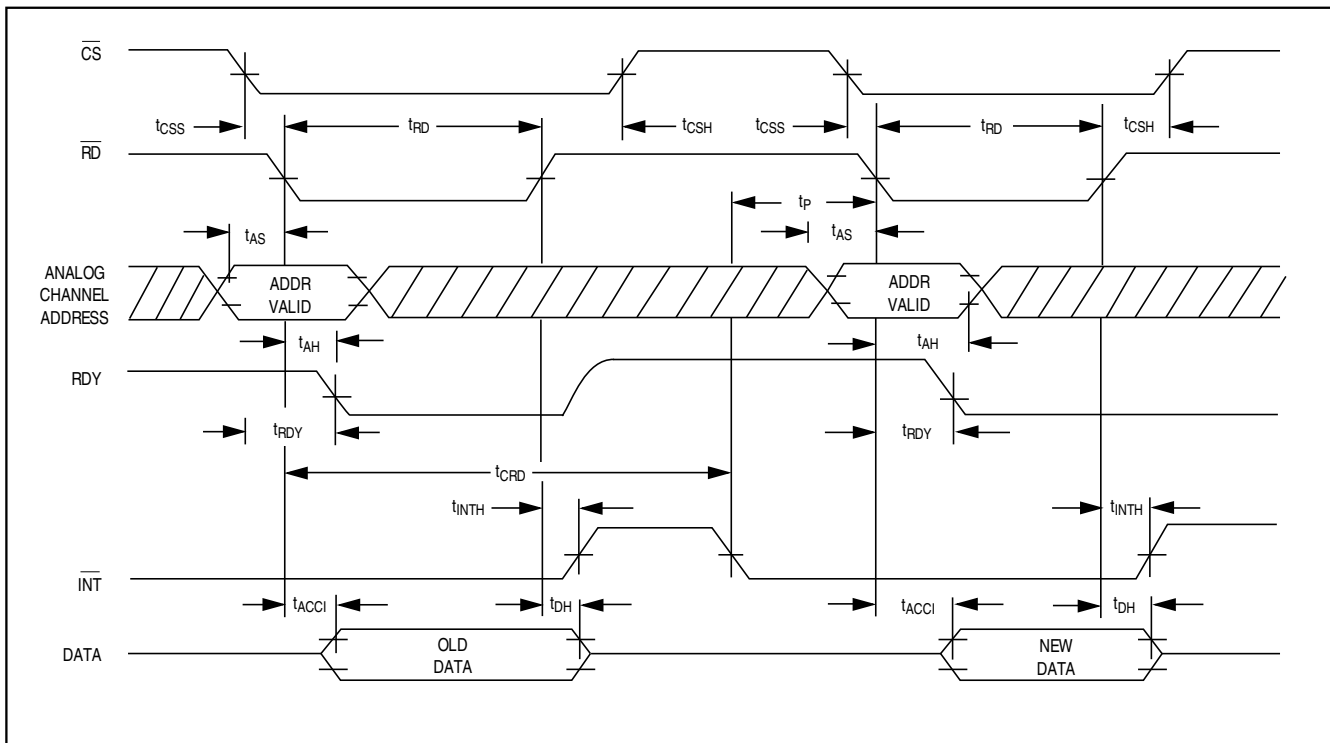 CS
tCSS
tRD
tCSH
tCSS
tRD
tCSH
RD
tP
tAS
tAS
ANALOG
CHANNEL
ADDRESS
ADDR
VALID
ADDR
VALID
tAH
tAH
RDY
tRDY
tRDY
tCRD
tINTH
tINTH
INT
tACCI
tDH
tACCI
tDH
DATA
OLD
DATA
NEW
DATA